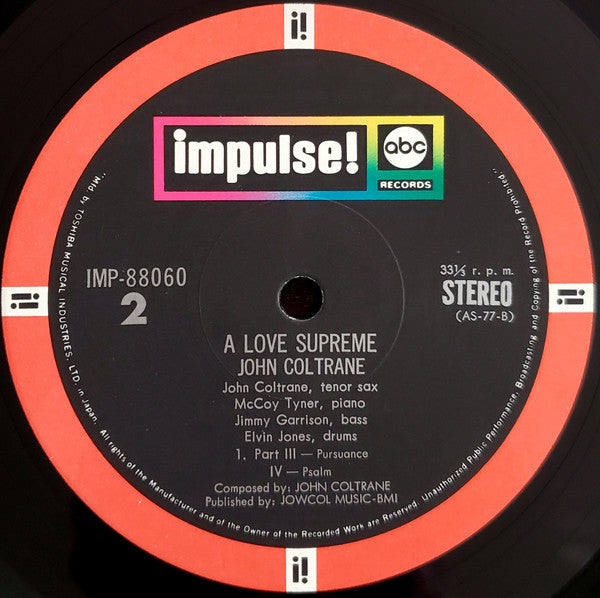 i!
impulse!
abc
RECORDS
IMP-88060
2
33⅓ r. p. m.
STEREO
(AS-77-B)
i!
i!
A LOVE SUPREME
JOHN COLTRANE
John Coltrane, tenor sax
McCoy Tyner, piano
Jimmy Garrison, bass
Elvin Jones, drums
1. Part III — Pursuance
IV — Psalm
Composed by: JOHN COLTRANE
Published by: JOWCOL MUSIC-BMI
"Mfd. by TOSHIBA MUSICAL INDUSTRIES, LTD. in Japan. All rights of the Manufacturer and of the Owner of the Recorded Work are reserved. Unauthorized Public Performance, Broadcasting and Copying of the Record Prohibited."
i!